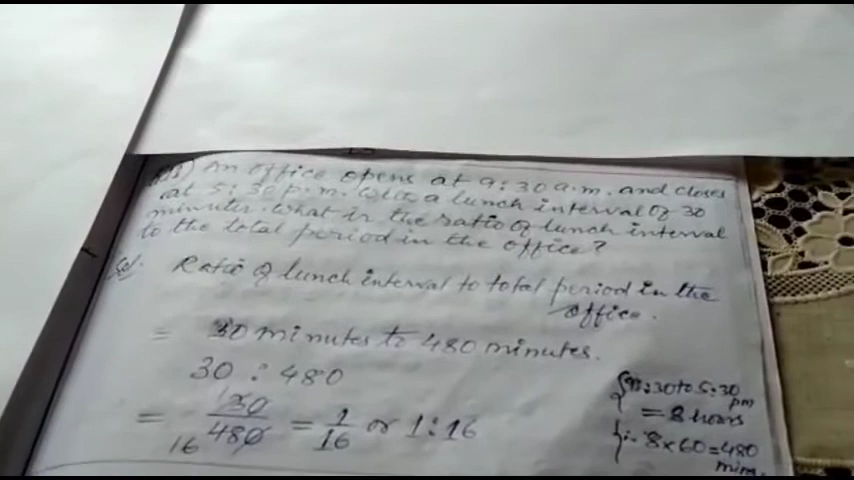 An office opens at 9:30 a.m. and closes
at 5:30 p.m. with a lunch interval of 30
minutes. What is the ratio of lunch interval
to the total period in the office?
Sol. Ratio of lunch interval to total period in the
office.
= 30 minutes to 480 minutes.
30 : 480
= 30/480 = 1/16 or 1:16
16
9:30 to 5:30
pm
= 8 hours
∴ 8×60=480
mins.